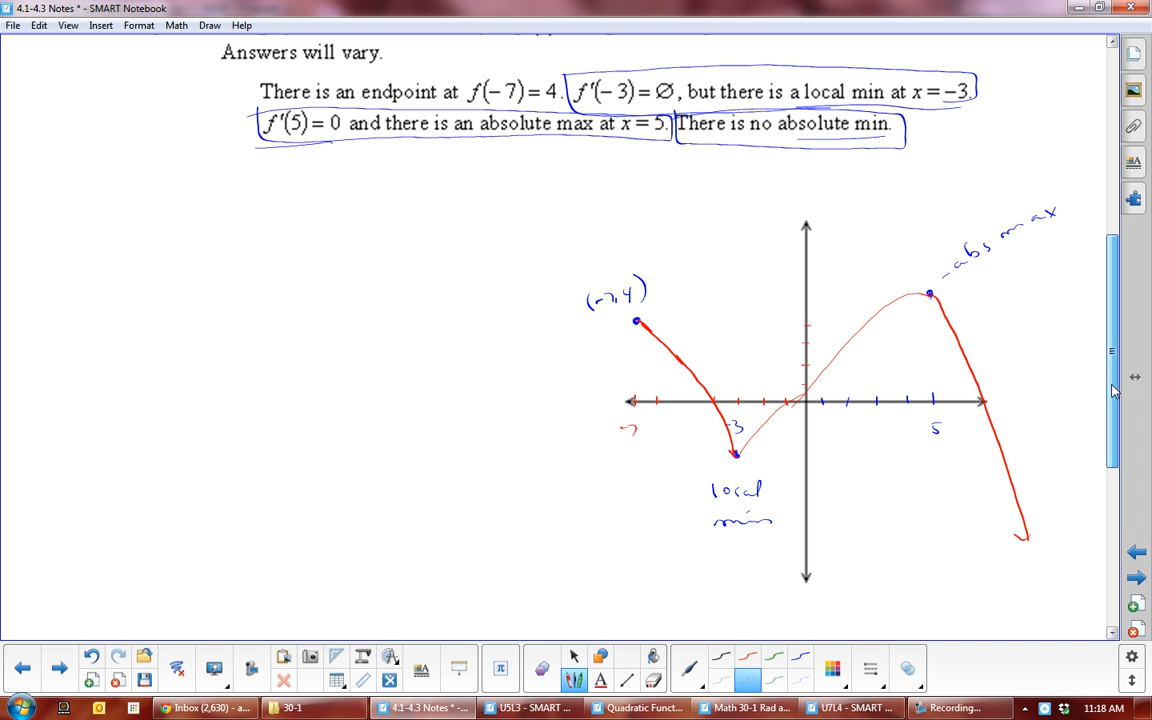 4.1-4.3 Notes * - SMART Notebook
File Edit View Insert Format Math Draw Help
Answers will vary.
There is an endpoint at f(−7) = 4. f'(−3) = ∅, but there is a local min at x = −3.
f'(5) = 0 and there is an absolute max at x = 5. There is no absolute min.
abs max
(-7,4)
-7 -3 5
local
min
Inbox (2,630) - a...
30-1
4.1-4.3 Notes * -...
U5L3 - SMART ...
Quadratic Funct...
Math 30-1 Rad a...
U7L4 - SMART ...
Recording...
11:18 AM